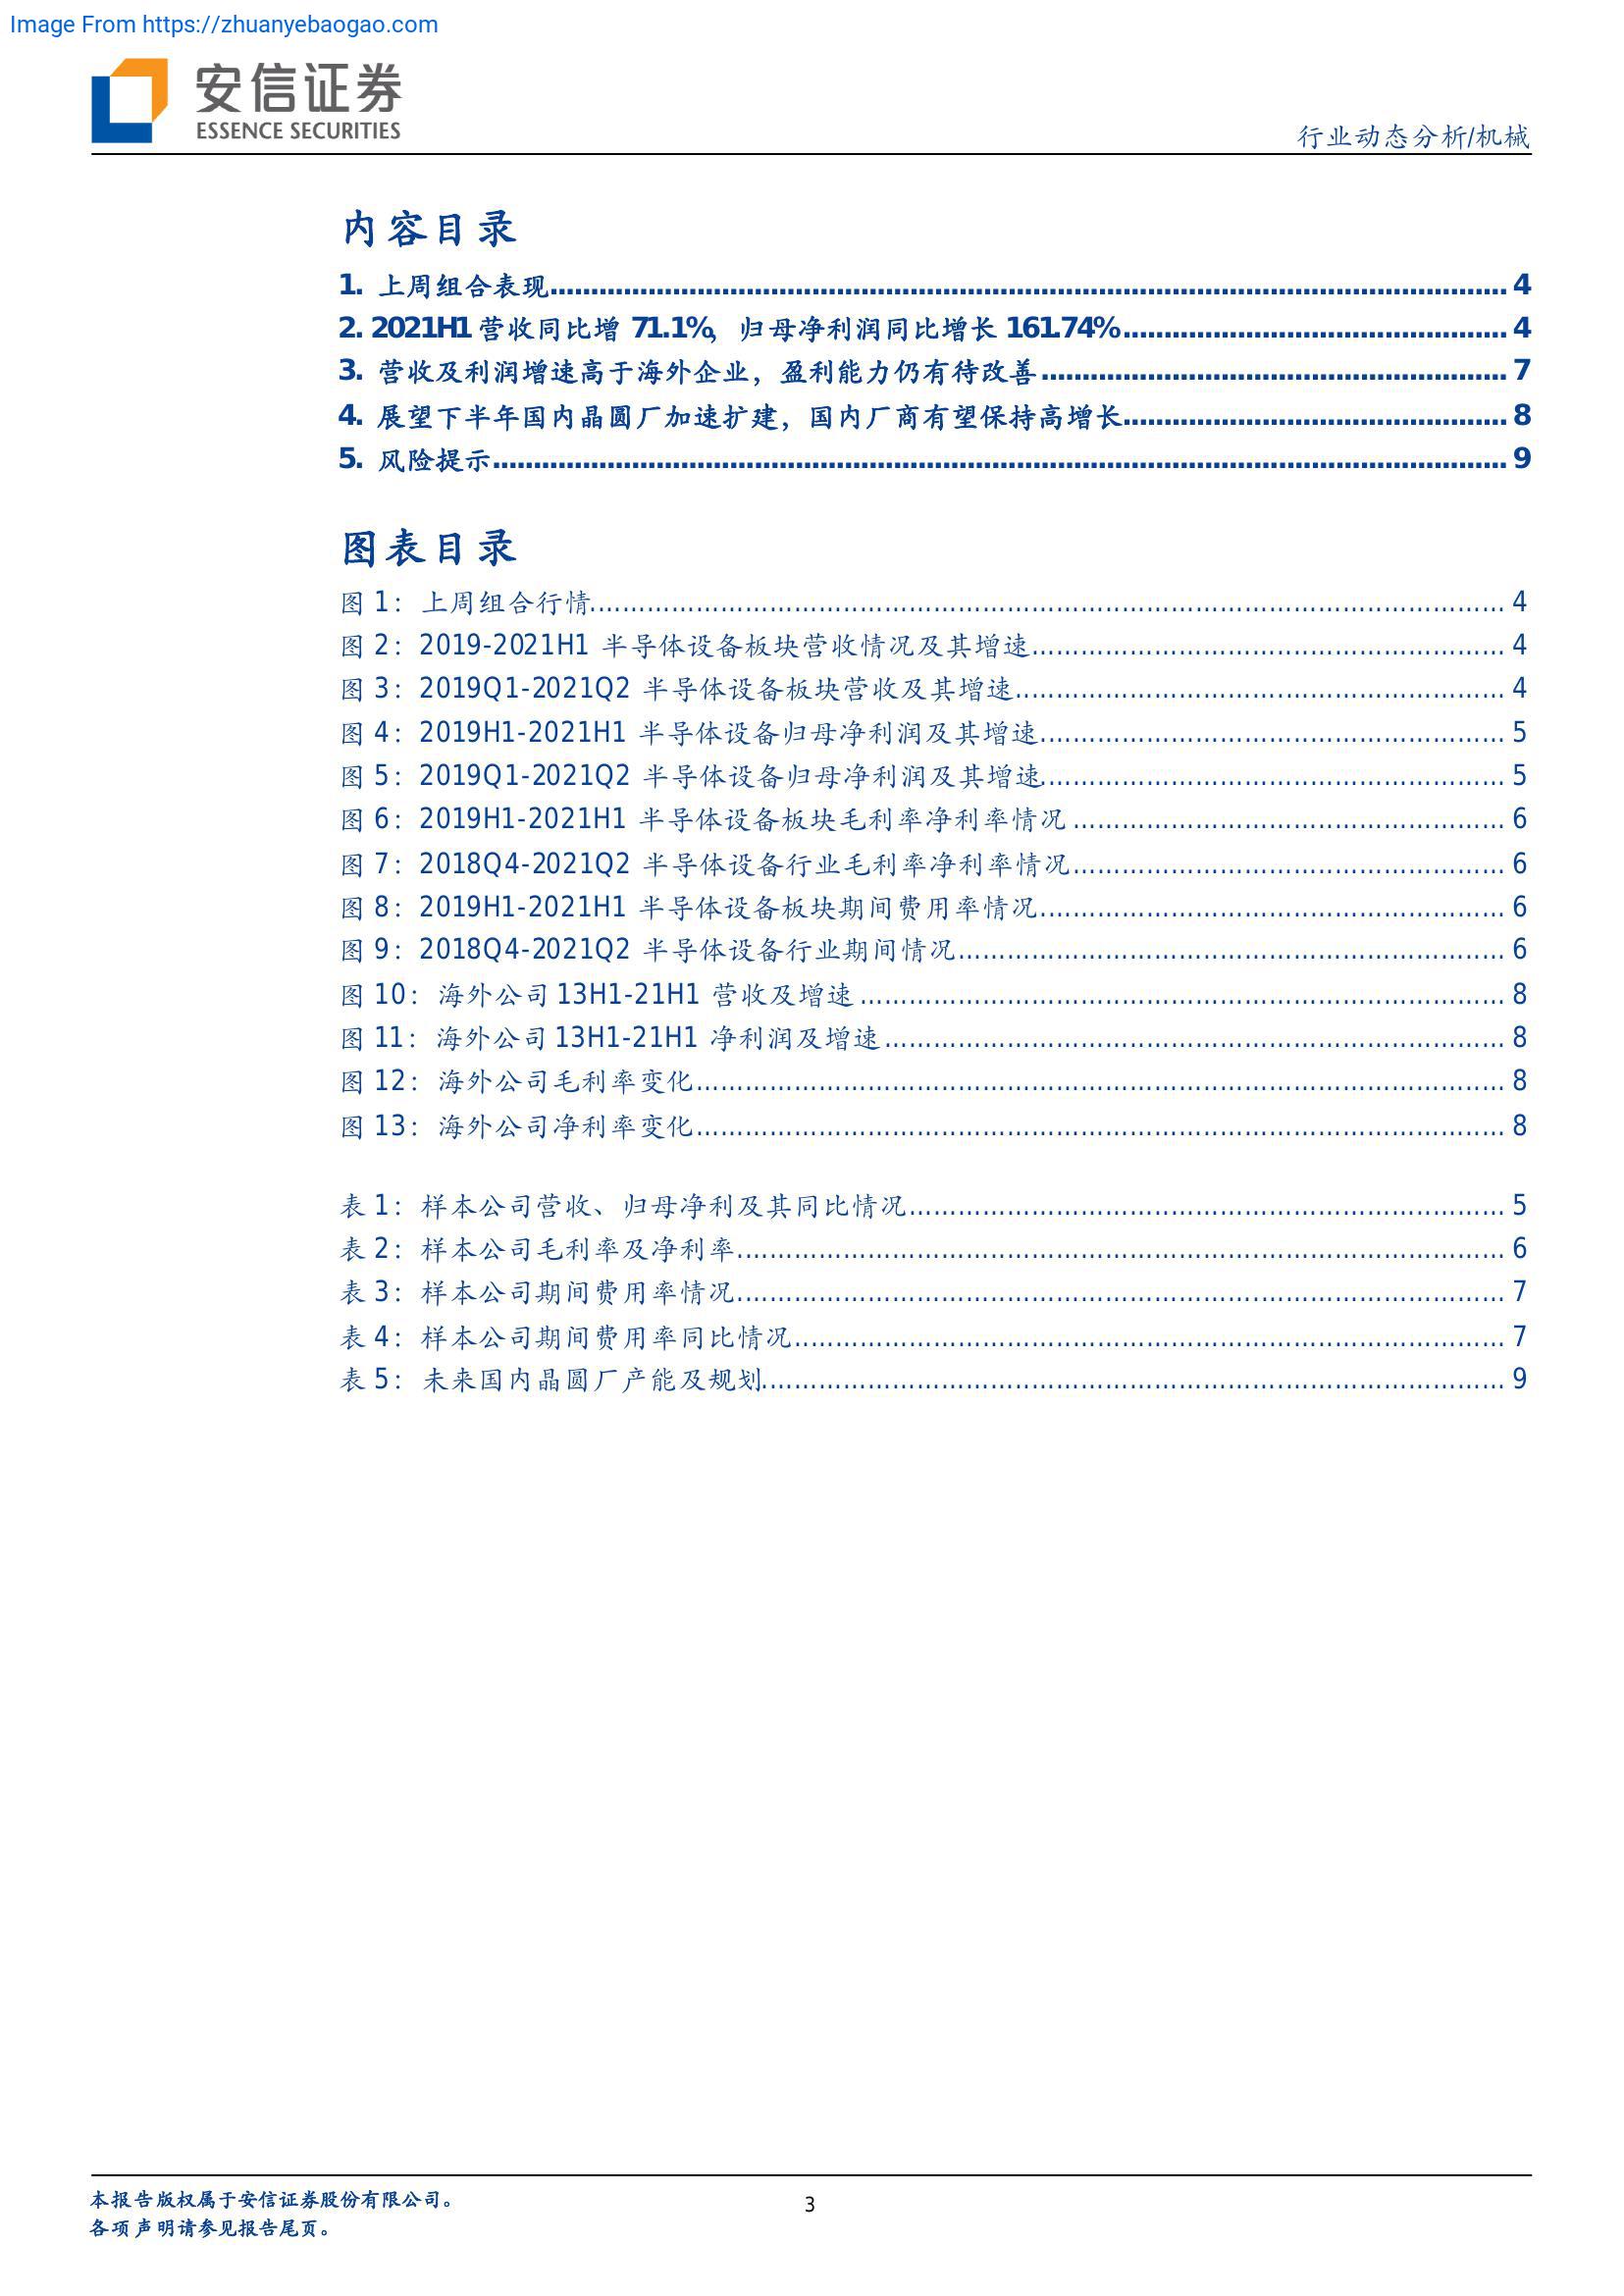 Image From https://zhuanyebaogao.com
安信证券
ESSENCE SECURITIES
行业动态分析/机械
内容目录
1. 上周组合表现 4
2. 2021H1 营收同比增 71.1%，归母净利润同比增长 161.74% 4
3. 营收及利润增速高于海外企业，盈利能力仍有待改善 7
4. 展望下半年国内晶圆厂加速扩建，国内厂商有望保持高增长 8
5. 风险提示 9
图表目录
图 1：上周组合行情 4
图 2：2019-2021H1 半导体设备板块营收情况及其增速 4
图 3：2019Q1-2021Q2 半导体设备板块营收及其增速 4
图 4：2019H1-2021H1 半导体设备归母净利润及其增速 5
图 5：2019Q1-2021Q2 半导体设备归母净利润及其增速 5
图 6：2019H1-2021H1 半导体设备板块毛利率净利率情况 6
图 7：2018Q4-2021Q2 半导体设备行业毛利率净利率情况 6
图 8：2019H1-2021H1 半导体设备板块期间费用率情况 6
图 9：2018Q4-2021Q2 半导体设备行业期间情况 6
图 10：海外公司 13H1-21H1 营收及增速 8
图 11：海外公司 13H1-21H1 净利润及增速 8
图 12：海外公司毛利率变化 8
图 13：海外公司净利率变化 8
表 1：样本公司营收、归母净利及其同比情况 5
表 2：样本公司毛利率及净利率 6
表 3：样本公司期间费用率情况 7
表 4：样本公司期间费用率同比情况 7
表 5：未来国内晶圆厂产能及规划 9
本报告版权属于安信证券股份有限公司。
各项声明请参见报告尾页。
3